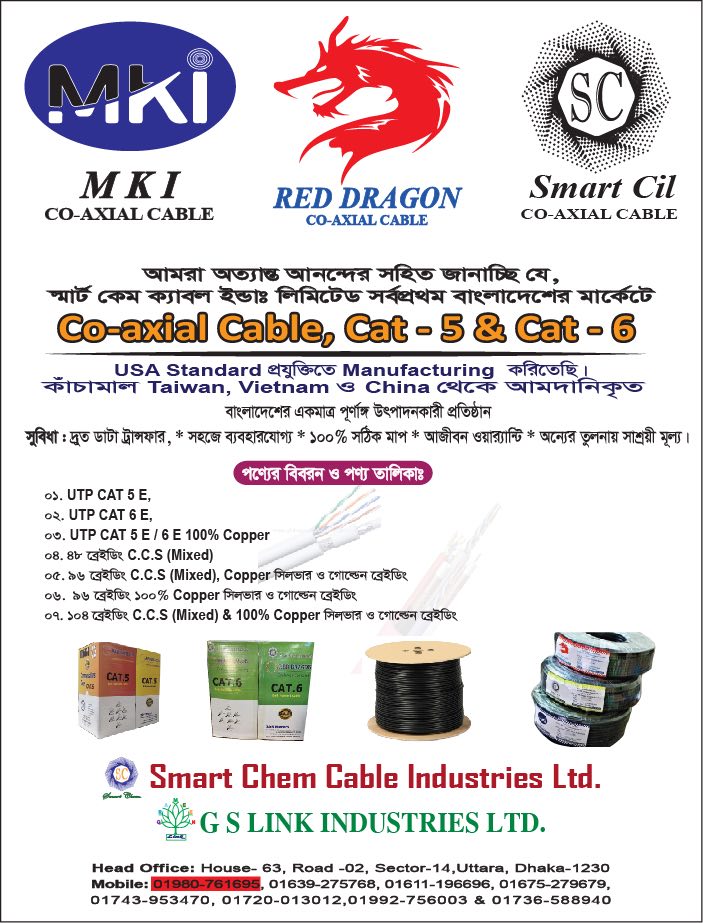 MKi
SC
M K I
CO-AXIAL CABLE
RED DRAGON
CO-AXIAL CABLE
Smart Cil
CO-AXIAL CABLE
আমরা অত্যান্ত আনন্দের সহিত জানাচ্ছি যে,
স্মার্ট কেম ক্যাবল ইন্ডাঃ লিমিটেড সর্বপ্রথম বাংলাদেশের মার্কেটে
Co-axial Cable, Cat - 5 & Cat - 6
USA Standard প্রযুক্তিতে Manufacturing করিতেছি।
কাঁচামাল Taiwan, Vietnam ও China থেকে আমদানিকৃত
বাংলাদেশের একমাত্র পূর্ণাঙ্গ উৎপাদনকারী প্রতিষ্ঠান
সুবিধা : দ্রুত ডাটা ট্রান্সফার, * সহজে ব্যবহারযোগ্য * ১০০% সঠিক মাপ * আজীবন ওয়ার‍্যান্টি * অন্যের তুলনায় সাশ্রয়ী মূল্য।
পণ্যের বিবরন ও পণ্য তালিকাঃ
০১. UTP CAT 5 E,
০২. UTP CAT 6 E,
০৩. UTP CAT 5 E / 6 E 100% Copper
০৪. ৪৮ ব্রেইডিং C.C.S (Mixed)
০৫. ৯৬ ব্রেইডিং C.C.S (Mixed), Copper সিলভার ও গোল্ডেন ব্রেইডিং
০৬. ৯৬ ব্রেইডিং ১০০% Copper সিলভার ও গোল্ডেন ব্রেইডিং
০৭. ১০৪ ব্রেইডিং C.C.S (Mixed) & 100% Copper সিলভার ও গোল্ডেন ব্রেইডিং
CAT.5
CAT.5
CAT.6
CAT.6
SC
Smart Chem
Smart Chem Cable Industries Ltd.
G S LINK INDUSTRIES LTD.
Head Office: House- 63, Road -02, Sector-14,Uttara, Dhaka-1230
Mobile: 01980-761695, 01639-275768, 01611-196696, 01675-279679,
01743-953470, 01720-013012,01992-756003 & 01736-588940